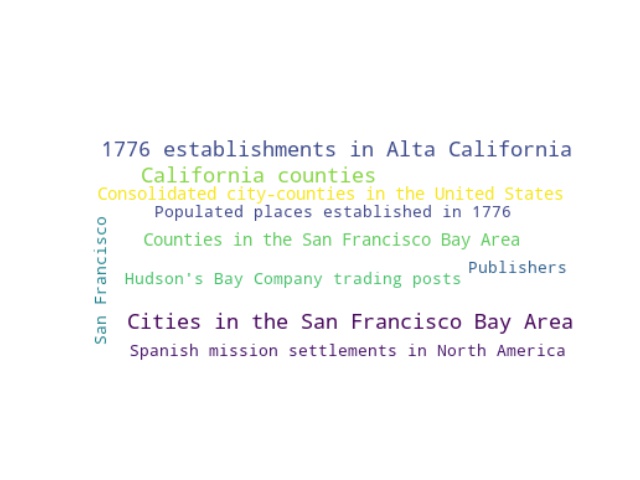 1776 establishments in Alta California
California counties
Consolidated city-counties in the United States
Populated places established in 1776
San Francisco
Counties in the San Francisco Bay Area
Publishers
Hudson's Bay Company trading posts
Cities in the San Francisco Bay Area
Spanish mission settlements in North America